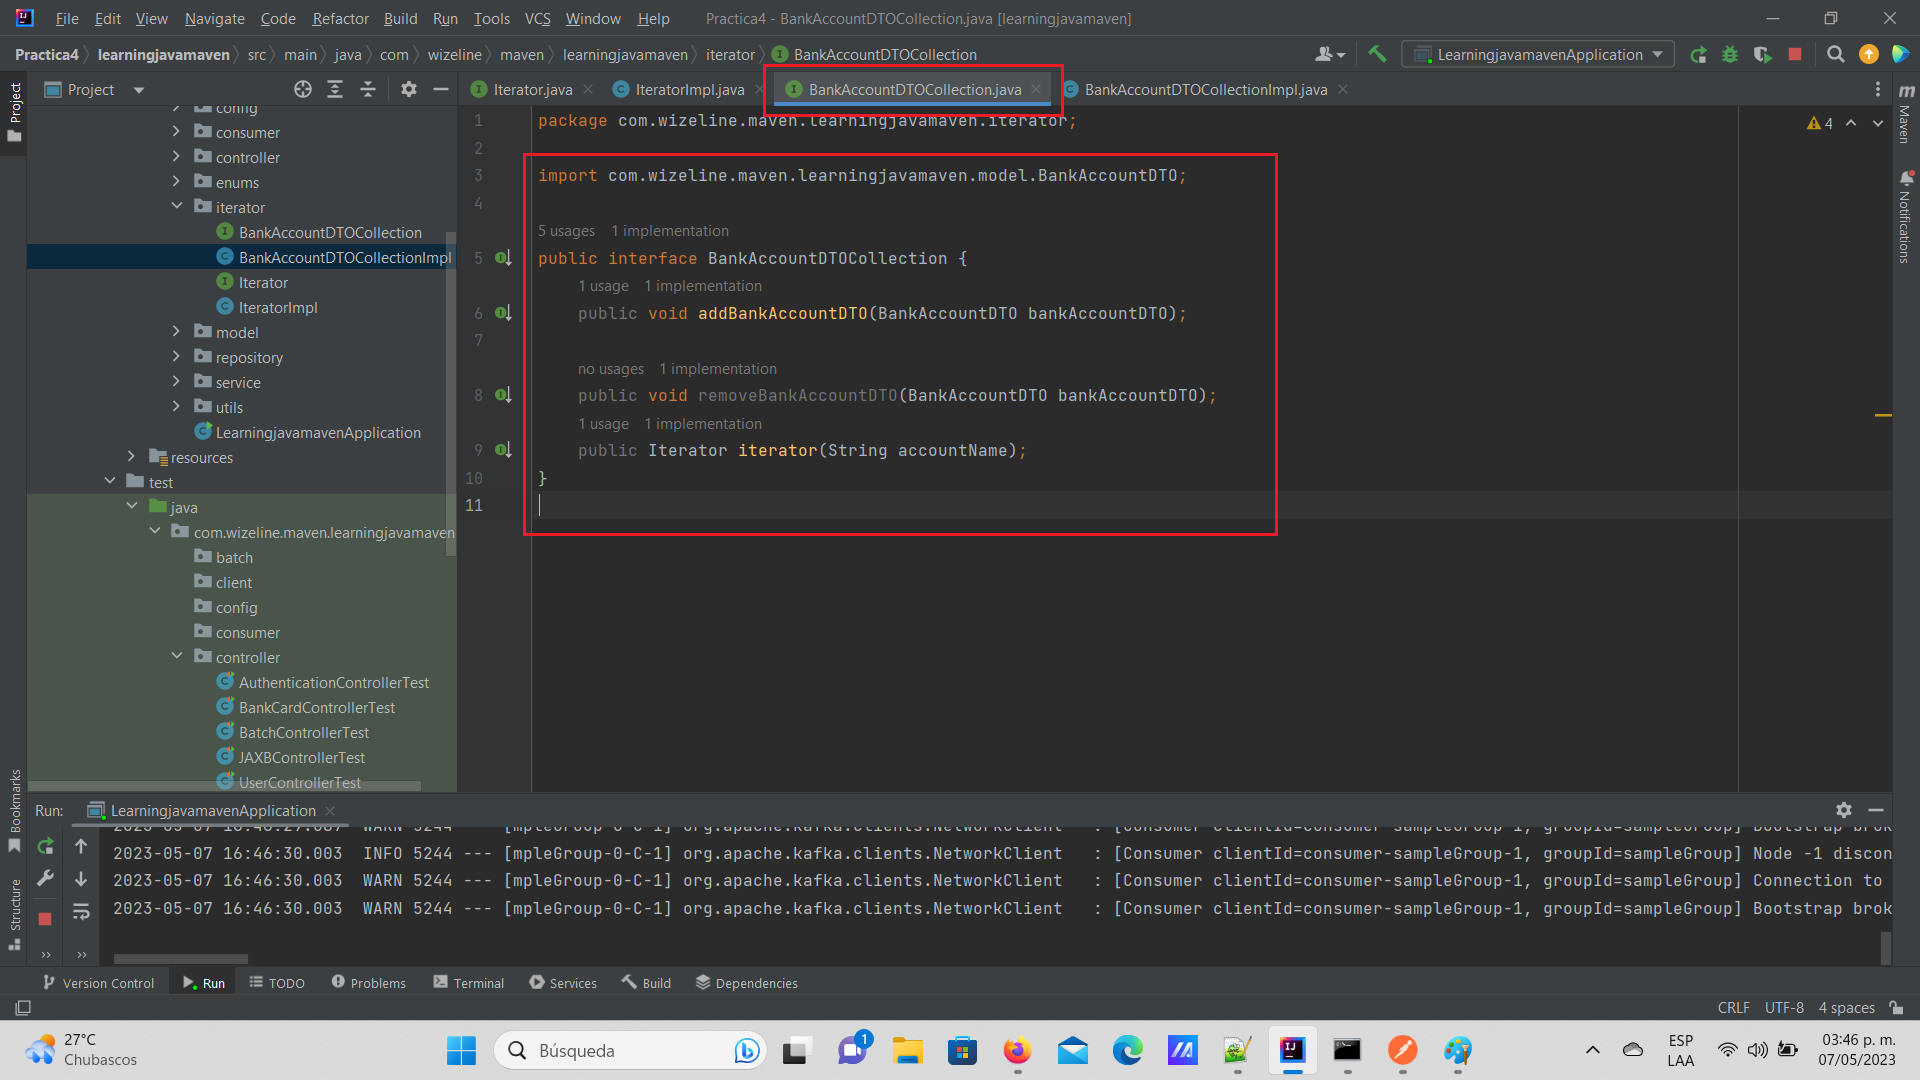 File Edit View Navigate Code Refactor Build Run Tools VCS Window Help Practica4 - BankAccountDTOCollection.java [learningjavamaven]
Practica4 learningjavamaven src main java com wizeline maven learningjavamaven iterator BankAccountDTOCollection LearningjavamavenApplication
Project
Project
Iterator.java IteratorImpl.java BankAccountDTOCollection.java BankAccountDTOCollectionImpl.java
config
consumer
controller
enums
iterator
BankAccountDTOCollection
BankAccountDTOCollectionImpl
Iterator
IteratorImpl
model
repository
service
utils
LearningjavamavenApplication
resources
test
java
com.wizeline.maven.learningjavamaven
batch
client
config
consumer
controller
AuthenticationControllerTest
BankCardControllerTest
BatchControllerTest
JAXBControllerTest
UserControllerTest
1 package com.wizeline.maven.learningjavamaven.iterator;
2
3 import com.wizeline.maven.learningjavamaven.model.BankAccountDTO;
4
5 usages 1 implementation
5 public interface BankAccountDTOCollection {
1 usage 1 implementation
6 public void addBankAccountDTO(BankAccountDTO bankAccountDTO);
7
no usages 1 implementation
8 public void removeBankAccountDTO(BankAccountDTO bankAccountDTO);
1 usage 1 implementation
9 public Iterator iterator(String accountName);
10 }
11
4
Maven
Notifications
Bookmarks
Structure
Run: LearningjavamavenApplication
2023-05-07 16:46:30.003 INFO 5244 --- [mpleGroup-0-C-1] org.apache.kafka.clients.NetworkClient : [Consumer clientId=consumer-sampleGroup-1, groupId=sampleGroup] Node -1 discon
2023-05-07 16:46:30.003 WARN 5244 --- [mpleGroup-0-C-1] org.apache.kafka.clients.NetworkClient : [Consumer clientId=consumer-sampleGroup-1, groupId=sampleGroup] Connection to
2023-05-07 16:46:30.003 WARN 5244 --- [mpleGroup-0-C-1] org.apache.kafka.clients.NetworkClient : [Consumer clientId=consumer-sampleGroup-1, groupId=sampleGroup] Bootstrap brok
Version Control Run TODO Problems Terminal Services Build Dependencies
CRLF UTF-8 4 spaces
27°C
Chubascos
Búsqueda
1
ESP
LAA
03:46 p. m.
07/05/2023